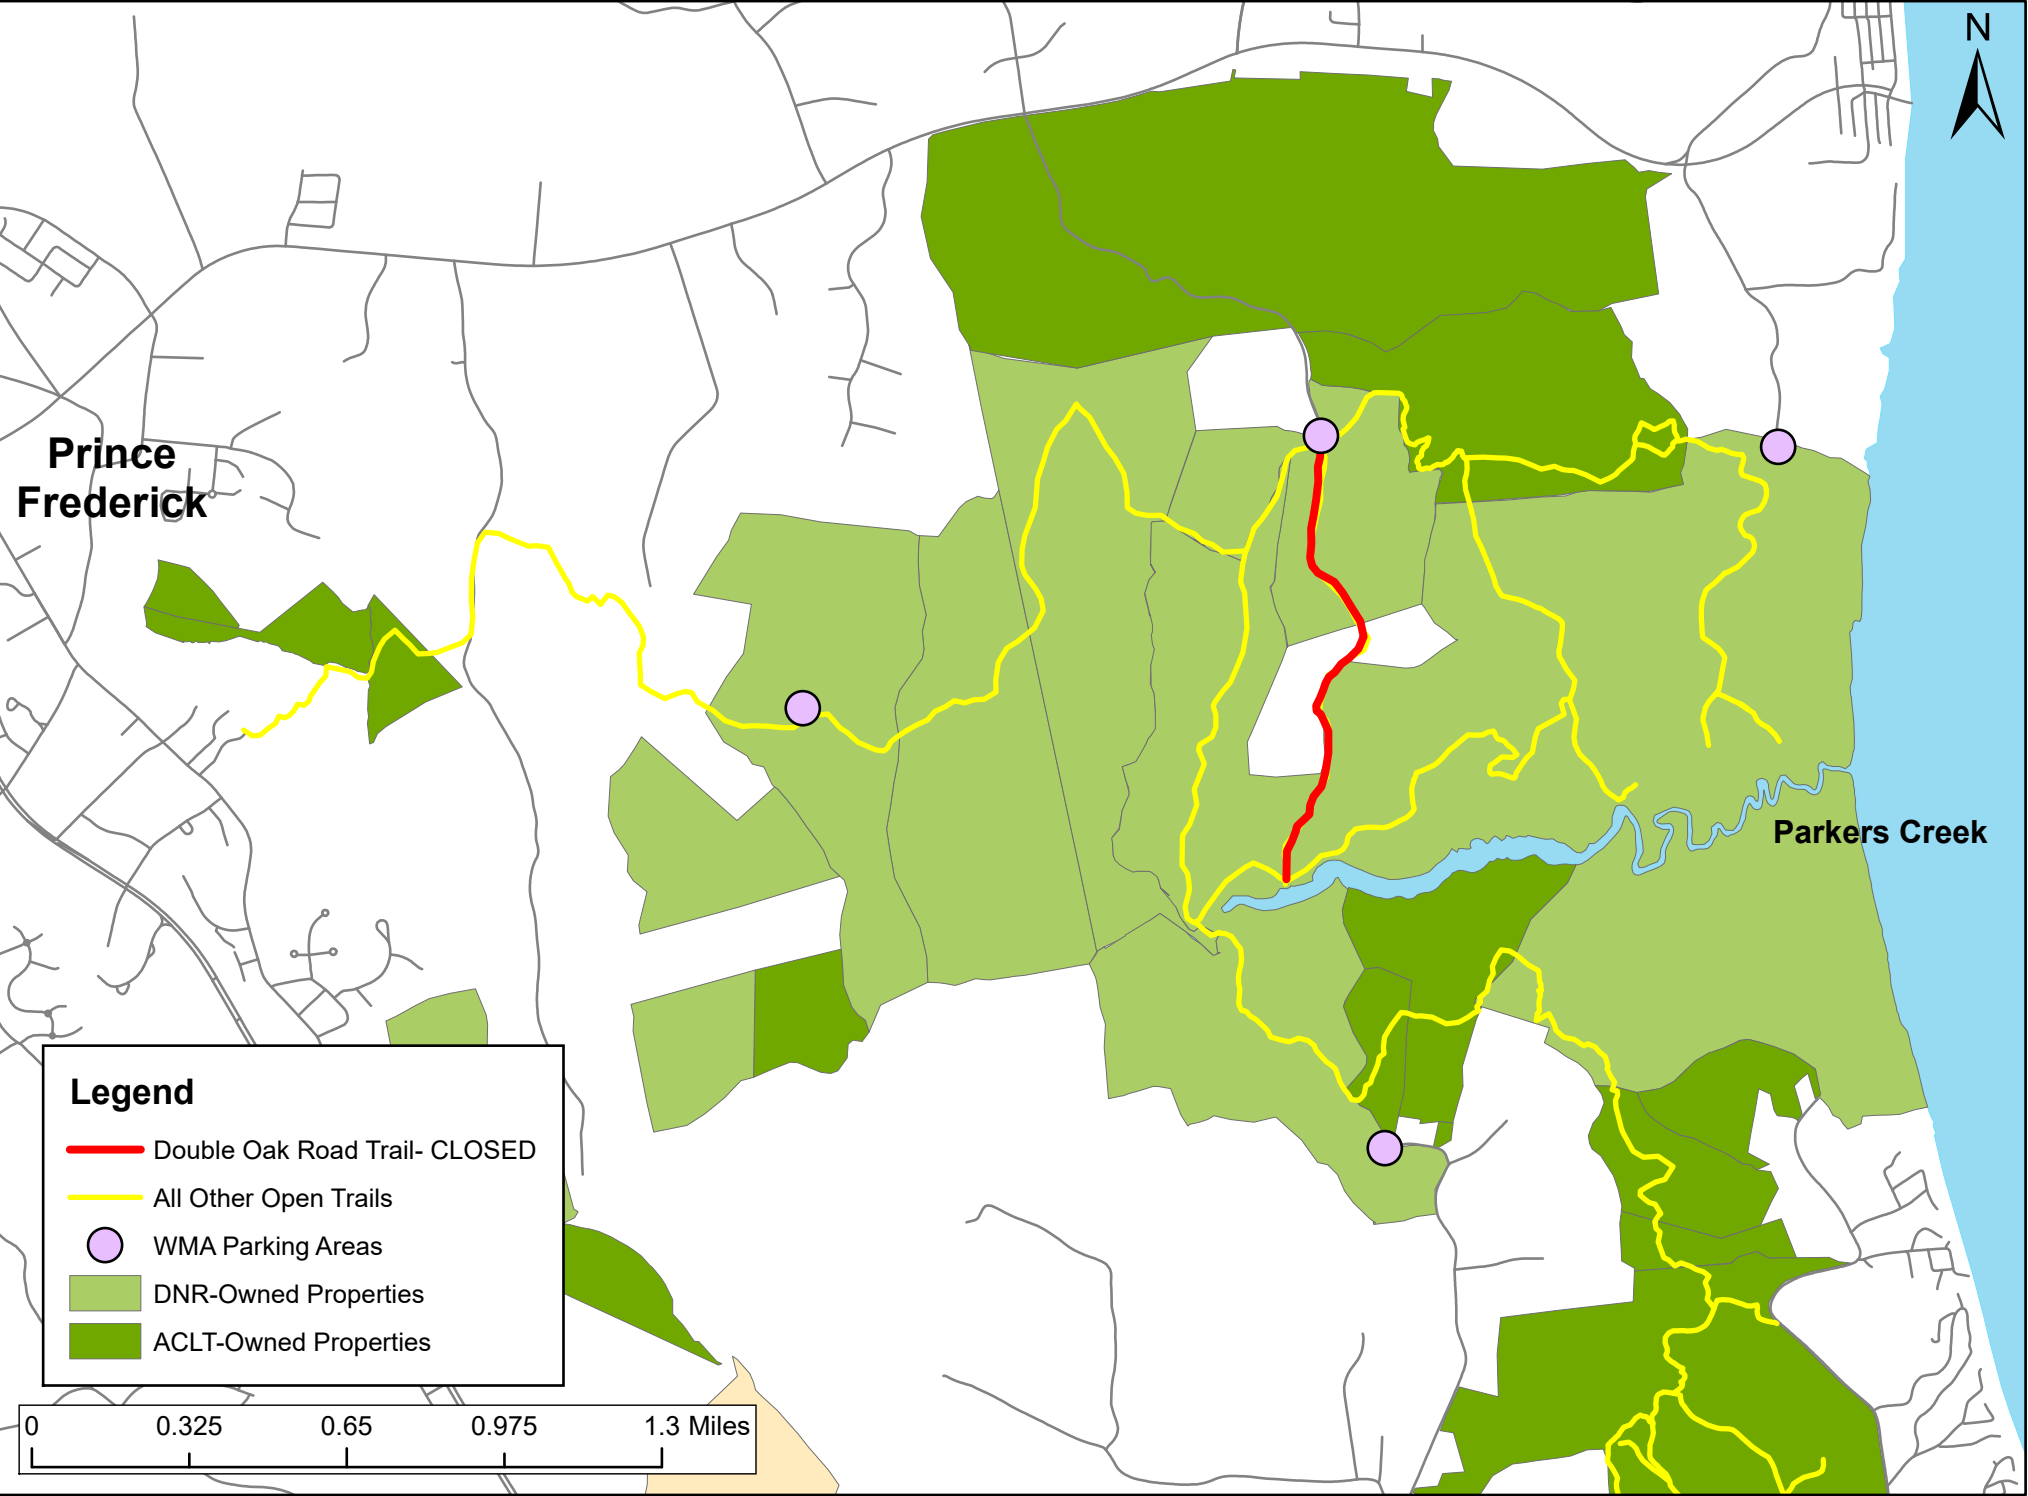 N
Prince
Frederick
Parkers Creek
Legend
Double Oak Road Trail- CLOSED
All Other Open Trails
WMA Parking Areas
DNR-Owned Properties
ACLT-Owned Properties
0 0.325 0.65 0.975 1.3 Miles